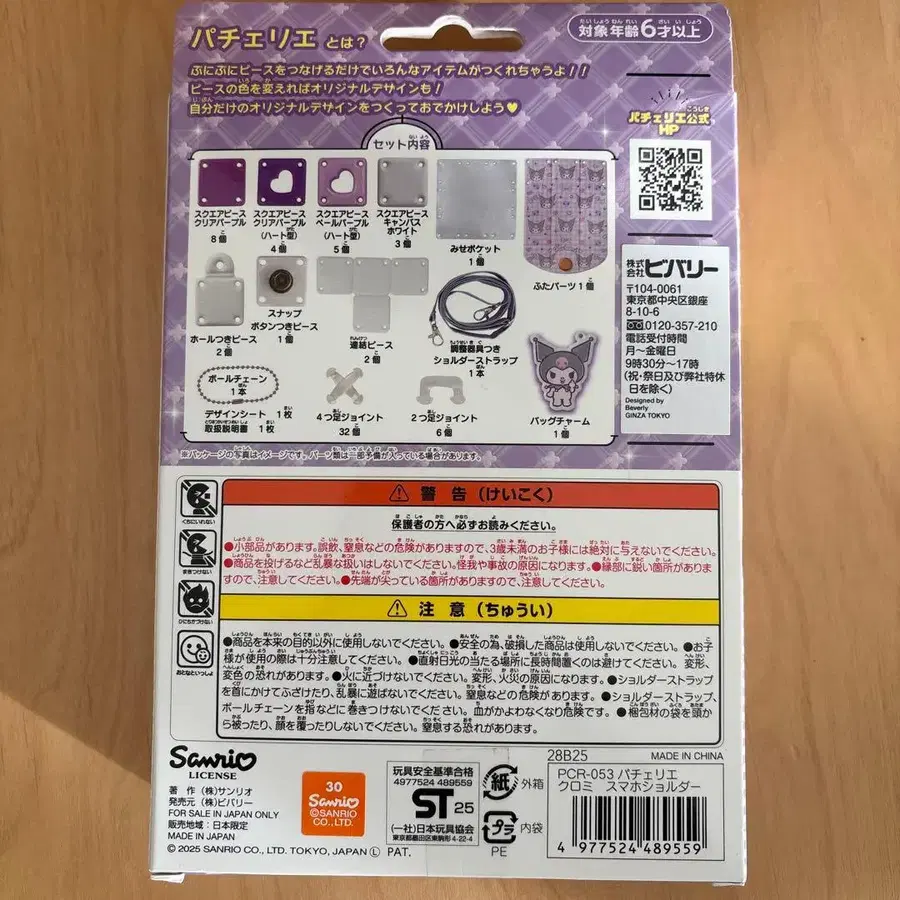 パチェリエ とは?
対象年齢6才以上
ぷにぷにピースをつなげるだけでいろんなアイテムがつくれちゃうよ!!
ピースの色を変えればオリジナルデザインも!
自分だけのオリジナルデザインをつくっておでかけしよう♥
パチェリエ公式
HP
セット内容
スクエアピース
クリアパープル
8個
スクエアピース
クリアパープル
(ハート型)
4個
スクエアピース
ペールパープル
(ハート型)
5個
スクエアピース
キャンバス
ホワイト
3個
みせポケット
1個
ふたパーツ 1個
ホールつきピース
2個
スナップ
ボタンつきピース
1個
連結ピース
2個
調整器具つき
ショルダーストラップ
1本
ボールチェーン
1本
デザインシート 1枚
取扱説明書 1枚
4つ足ジョイント
32個
2つ足ジョイント
6個
バッグチャーム
1個
株式会社ビバリー
〒104-0061
東京都中央区銀座
8-10-6
0120-357-210
電話受付時間
月〜金曜日
9時30分〜17時
(祝・祭日及び弊社特休
日を除く)
Designed by
Beverly
GINZA TOKYO
※パッケージの写真はイメージです。パーツ類は一部予備が入っている場合があります。
くちにいれない
まきつけない
ひにちかづけない
おとなといっしょ
⚠ 警告(けいこく)
保護者の方へ必ずお読みください。
●小部品があります。誤飲、窒息などの危険がありますので、3歳未満のお子様には絶対に与えないでください。
●商品を投げるなど乱暴な扱いはしないでください。怪我や事故の原因になります。●縁部に鋭い箇所がありま
すので、注意してください。●先端が尖っている箇所がありますので、注意してください。
⚠ 注意(ちゅうい)
●商品を本来の目的以外に使用しないでください。●安全の為、破損した商品は使用しないでください。●お子
様が使用の際は十分注意してください。●直射日光の当たる場所に長時間置くのは避けてください。変形、
変色の恐れがあります。●火に近づけないでください。変形、火災の原因になります。●ショルダーストラップ
を首にかけてふざけたり、乱暴に遊ばないでください。窒息などの危険があります。●ショルダーストラップ、
ボールチェーンを指などに巻きつけないでください。血がかよわなくなり危険です。●梱包材の袋を頭か
ら被ったり、顔を覆ったりしないでください。窒息する恐れがあります。
Sanrio
LICENSE
著 作 (株)サンリオ
発売元 (株)ビバリー
FOR SALE IN JAPAN ONLY
販売地域:日本限定
MADE IN JAPAN
© 2025 SANRIO CO., LTD. TOKYO, JAPAN Ⓛ PAT.
30
Sanrio
©SANRIO
CO., LTD.
玩具安全基準合格
4977524 489559
ST 25
(一社)日本玩具協会
東京都墨田区東駒形4-22-4
紙 外箱
プラ 内袋
PE
28B25
MADE IN CHINA
PCR-053 パチェリエ
クロミ スマホショルダー
4 977524 489559